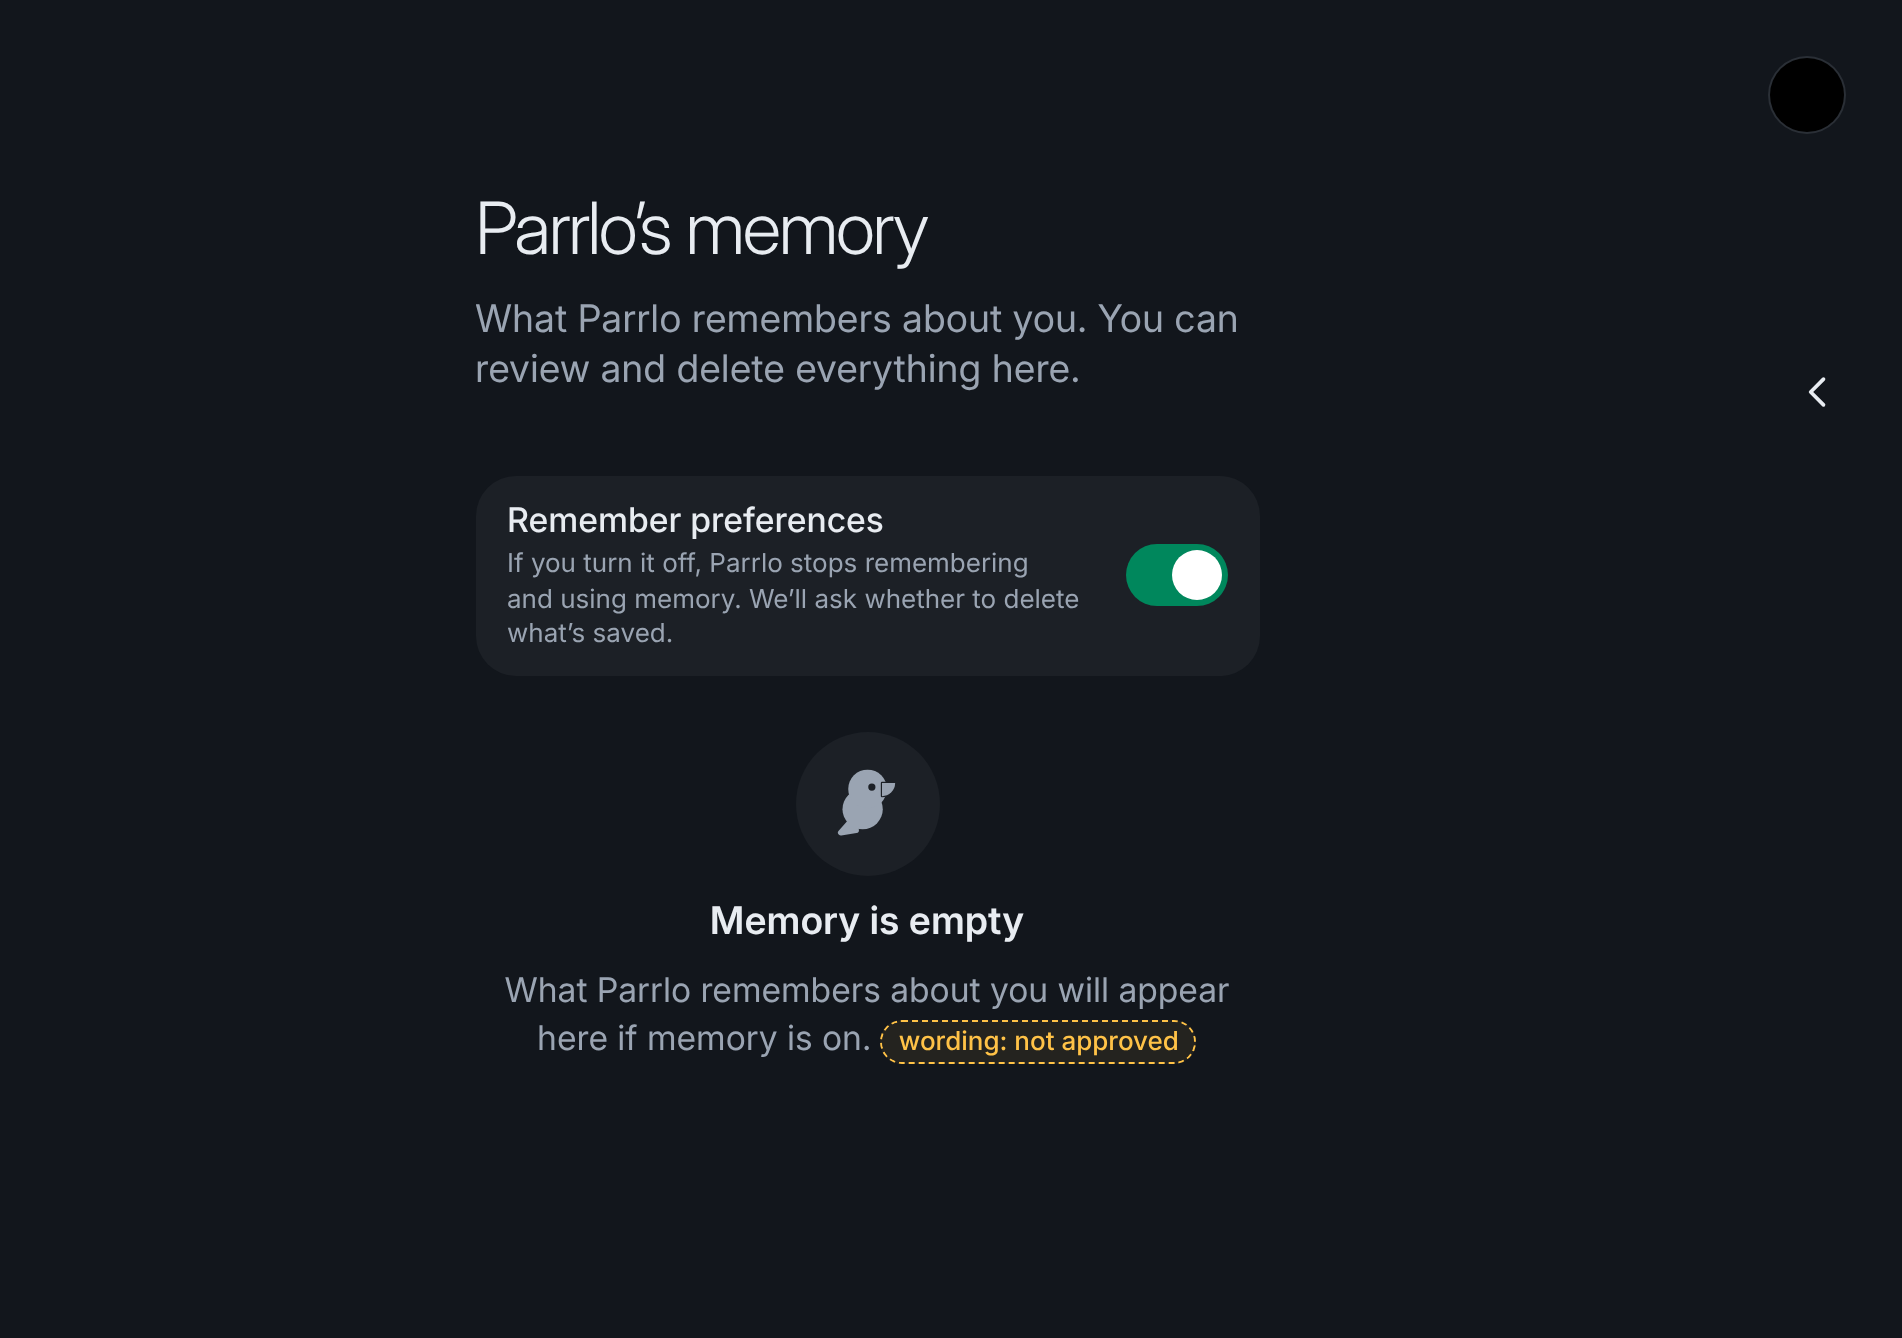 Parrlo’s memory
What Parrlo remembers about you. You can
review and delete everything here.
Remember preferences
If you turn it off, Parrlo stops remembering
and using memory. We’ll ask whether to delete
what’s saved.
Memory is empty
What Parrlo remembers about you will appear
here if memory is on. wording: not approved